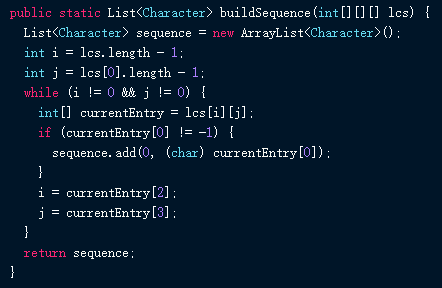 public static List<Character> buildSequence(int[][][] lcs) {
  List<Character> sequence = new ArrayList<Character>();
  int i = lcs.length - 1;
  int j = lcs[0].length - 1;
  while (i != 0 && j != 0) {
    int[] currentEntry = lcs[i][j];
    if (currentEntry[0] != -1) {
      sequence.add(0, (char) currentEntry[0]);
    }
    i = currentEntry[2];
    j = currentEntry[3];
  }
  return sequence;
}